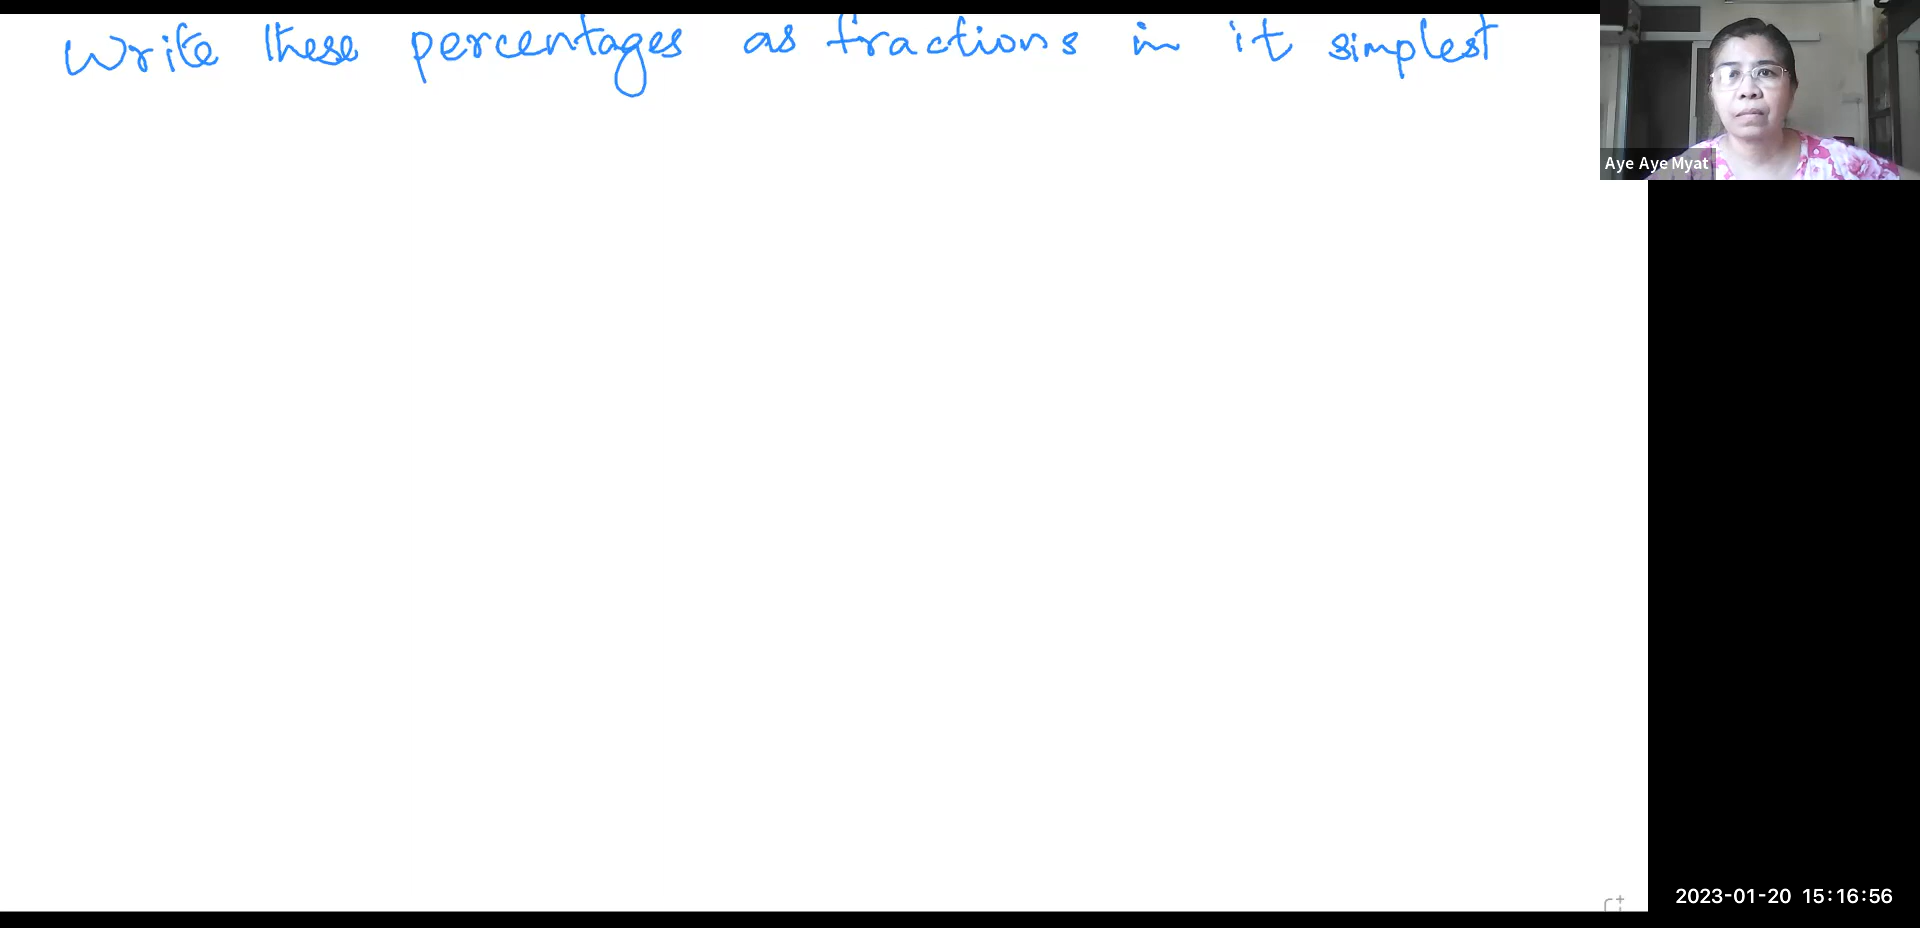 Write these percentages as fractions in it simplest
Aye Aye Myat
2023-01-20 15:16:56